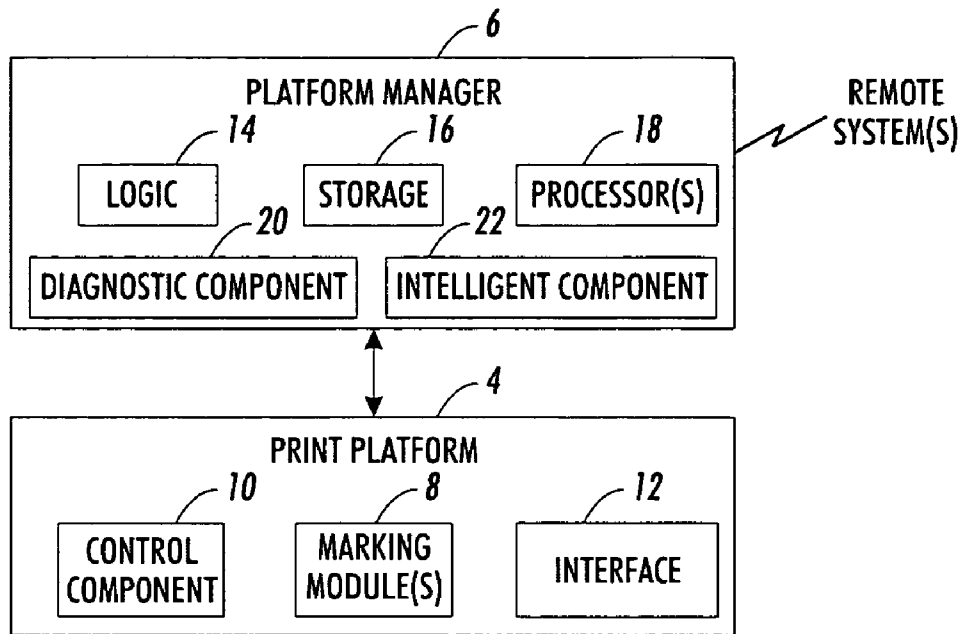 6
PLATFORM MANAGER
REMOTE
SYSTEM(S)
14
16
18
LOGIC
STORAGE
PROCESSOR(S)
20
22
DIAGNOSTIC COMPONENT
INTELLIGENT COMPONENT
4
PRINT PLATFORM
10
8
12
CONTROL
COMPONENT
MARKING
MODULE(S)
INTERFACE